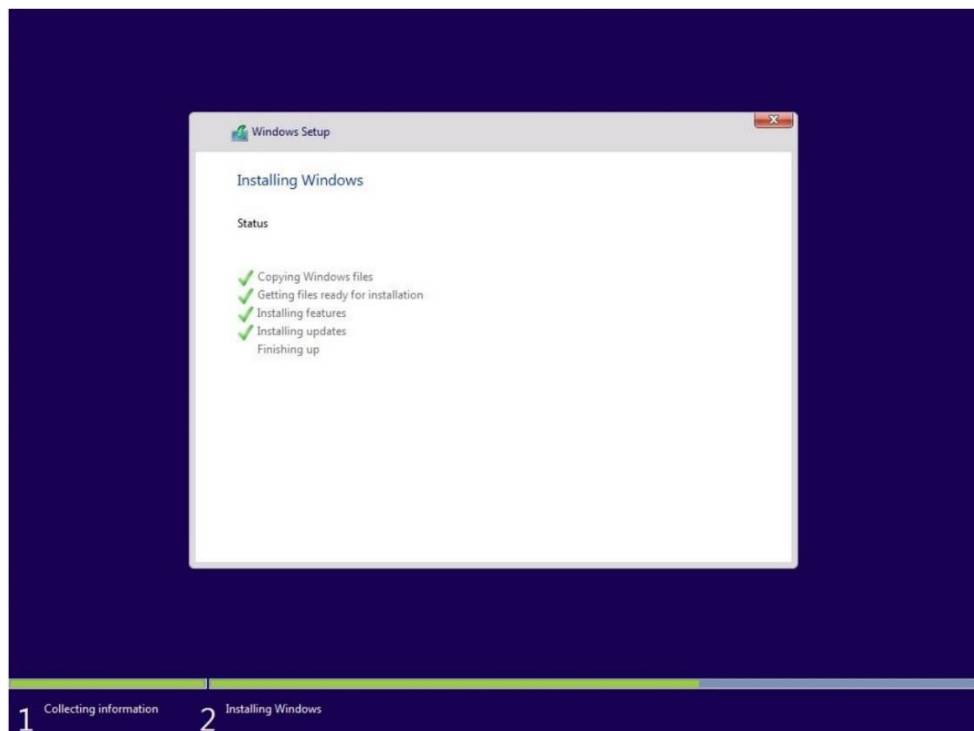 Windows Setup
Installing Windows
Status
Copying Windows files
Getting files ready for installation
Installing features
Installing updates
Finishing up
1 Collecting information
2 Installing Windows